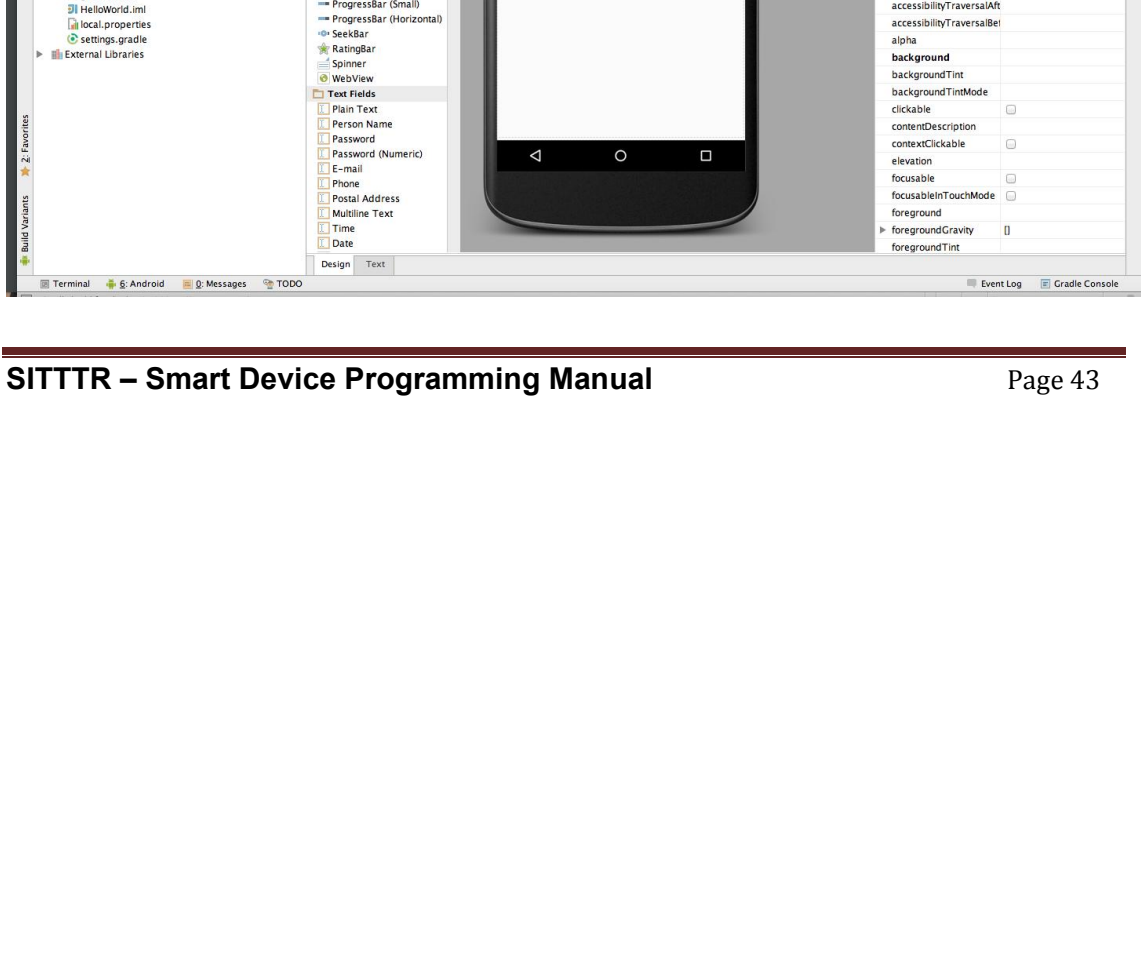 HelloWorld.iml
local.properties
settings.gradle
External Libraries
2: Favorites
Build Variants
ProgressBar (Small)
ProgressBar (Horizontal)
SeekBar
RatingBar
Spinner
WebView
Text Fields
Plain Text
Person Name
Password
Password (Numeric)
E-mail
Phone
Postal Address
Multiline Text
Time
Date
Design Text
accessibilityTraversalAft
accessibilityTraversalBef
alpha
background
backgroundTint
backgroundTintMode
clickable
contentDescription
contextClickable
elevation
focusable
focusableInTouchMode
foreground
foregroundGravity []
foregroundTint
Terminal 6: Android 0: Messages TODO Event Log Gradle Console
SITTTR – Smart Device Programming Manual Page 43